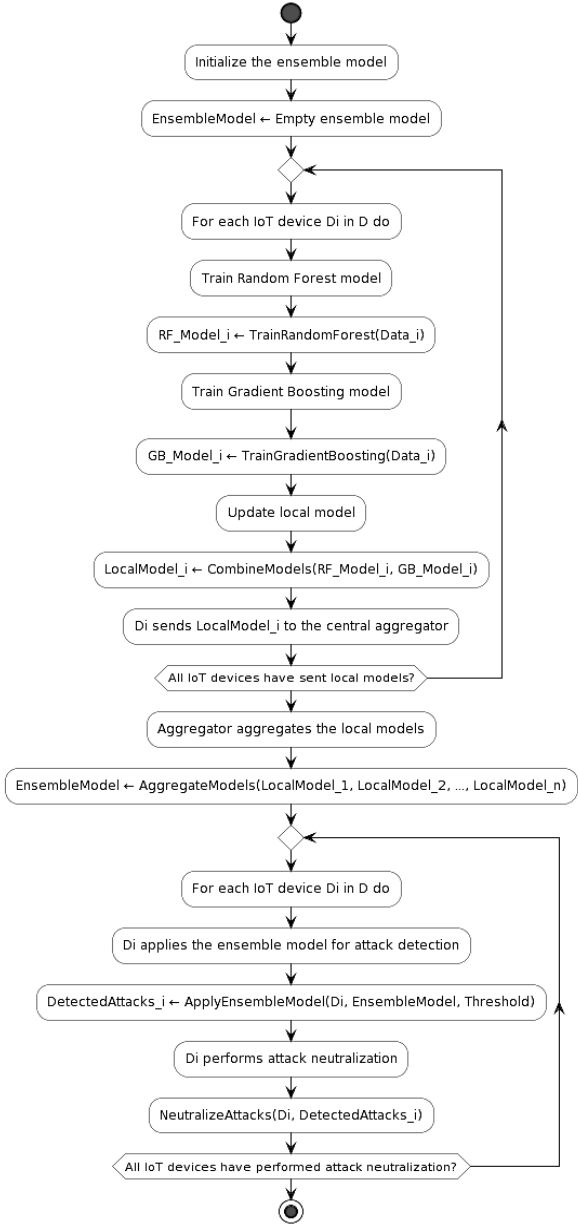 Initialize the ensemble model
EnsembleModel ← Empty ensemble model
For each IoT device Di in D do
Train Random Forest model
RF_Model_i ← TrainRandomForest(Data_i)
Train Gradient Boosting model
GB_Model_i ← TrainGradientBoosting(Data_i)
Update local model
LocalModel_i ← CombineModels(RF_Model_i, GB_Model_i)
Di sends LocalModel_i to the central aggregator
All IoT devices have sent local models?
Aggregator aggregates the local models
EnsembleModel ← AggregateModels(LocalModel_1, LocalModel_2, ..., LocalModel_n)
For each IoT device Di in D do
Di applies the ensemble model for attack detection
DetectedAttacks_i ← ApplyEnsembleModel(Di, EnsembleModel, Threshold)
Di performs attack neutralization
NeutralizeAttacks(Di, DetectedAttacks_i)
All IoT devices have performed attack neutralization?